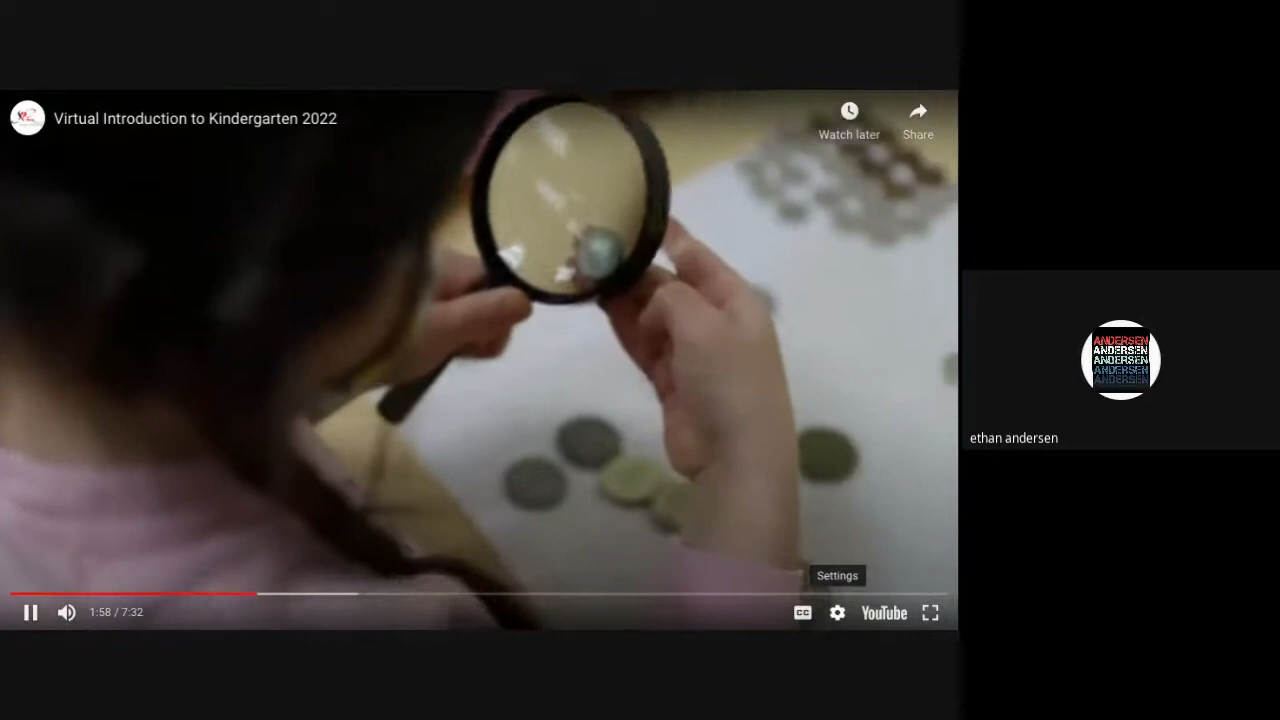 Virtual Introduction to Kindergarten 2022
Watch later
Share
ANDERSEN
ANDERSEN
ANDERSEN
ANDERSEN
ANDERSEN
ethan andersen
Settings
1:58 / 7:32
CC
YouTube